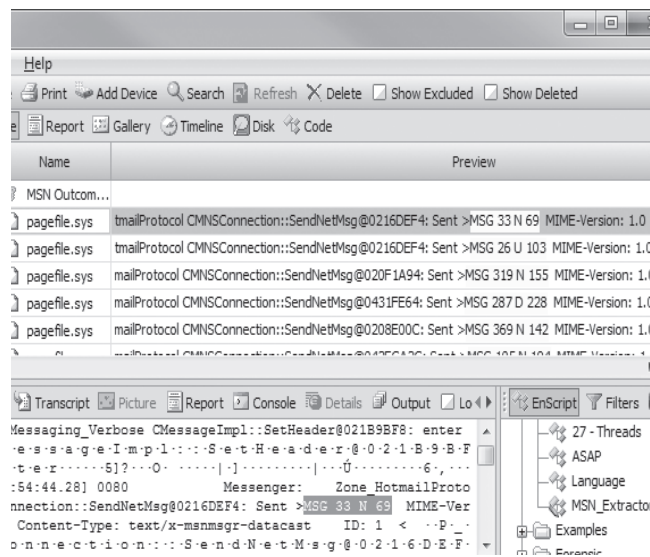 Help
Print Add Device Search Refresh Delete Show Excluded Show Deleted
Report Gallery Timeline Disk Code
Name Preview
MSN Outcom...
pagefile.sys tmailProtocol CMNSConnection::SendNetMsg@0216DEF4: Sent >MSG 33 N 69 MIME-Version: 1.0
pagefile.sys tmailProtocol CMNSConnection::SendNetMsg@0216DEF4: Sent >MSG 26 U 103 MIME-Version: 1.0
pagefile.sys mailProtocol CMNSConnection::SendNetMsg@020F1A94: Sent >MSG 319 N 155 MIME-Version: 1.
pagefile.sys mailProtocol CMNSConnection::SendNetMsg@0431FE64: Sent >MSG 287 D 228 MIME-Version: 1.
pagefile.sys mailProtocol CMNSConnection::SendNetMsg@0208E00C: Sent >MSG 369 N 142 MIME-Version: 1.
Transcript Picture Report Console Details Output Lo EnScript Filters
Messaging_Verbose CMessageImpl::SetHeader@021B9BF8: enter
·e·s·s·a·g·e·I·m·p·l·:·:·S·e·t·H·e·a·d·e·r·@·0·2·1·B·9·B·F
·t·e·r······5]?···O· ·····|·]·········|···Ú·········6·,···
:54:44.28] 0080 Messenger: Zone_HotmailProto
nnection::SendNetMsg@0216DEF4: Sent >MSG 33 N 69 MIME-Ver
Content-Type: text/x-msnmsgr-datacast ID: 1 < ··P·_·
o·n·n·e·c·t·i·o·n·:·:·S·e·n·d·N·e·t·M·s·g·@·0·2·1·6·D·E·F·
27 - Threads
ASAP
Language
MSN_Extractor
Examples
Forensic